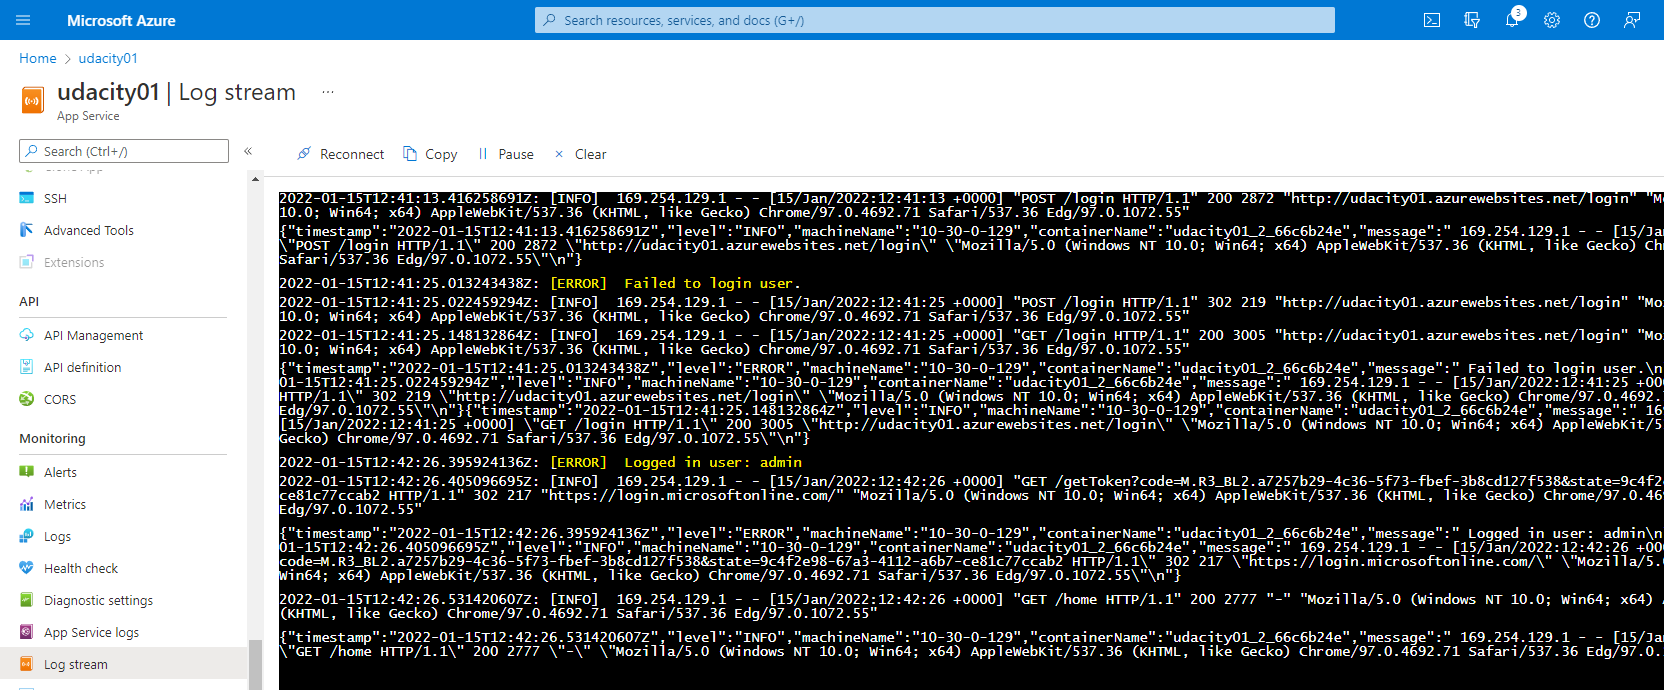 Microsoft Azure
Search resources, services, and docs (G+/)
3
Home > udacity01
udacity01 | Log stream ...
App Service
Search (Ctrl+/)
«
Reconnect
Copy
Pause
Clear
SSH
Advanced Tools
Extensions
API
API Management
API definition
CORS
Monitoring
Alerts
Metrics
Logs
Health check
Diagnostic settings
App Service logs
Log stream
2022-01-15T12:41:13.416258691Z: [INFO]  169.254.129.1 - - [15/Jan/2022:12:41:13 +0000] "POST /login HTTP/1.1" 200 2872 "http://udacity01.azurewebsites.net/login" "Mo
10.0; Win64; x64) AppleWebKit/537.36 (KHTML, like Gecko) Chrome/97.0.4692.71 Safari/537.36 Edg/97.0.1072.55"
{"timestamp":"2022-01-15T12:41:13.416258691Z","level":"INFO","machineName":"10-30-0-129","containerName":"udacity01_2_66c6b24e","message":" 169.254.129.1 - - [15/Jan
\"POST /login HTTP/1.1\" 200 2872 \"http://udacity01.azurewebsites.net/login\" \"Mozilla/5.0 (Windows NT 10.0; Win64; x64) AppleWebKit/537.36 (KHTML, like Gecko) Chr
Safari/537.36 Edg/97.0.1072.55\"\n"}
2022-01-15T12:41:25.013243438Z: [ERROR]  Failed to login user.
2022-01-15T12:41:25.022459294Z: [INFO]  169.254.129.1 - - [15/Jan/2022:12:41:25 +0000] "POST /login HTTP/1.1" 302 219 "http://udacity01.azurewebsites.net/login" "Moz
10.0; Win64; x64) AppleWebKit/537.36 (KHTML, like Gecko) Chrome/97.0.4692.71 Safari/537.36 Edg/97.0.1072.55"
2022-01-15T12:41:25.148132864Z: [INFO]  169.254.129.1 - - [15/Jan/2022:12:41:25 +0000] "GET /login HTTP/1.1" 200 3005 "http://udacity01.azurewebsites.net/login" "Moz
10.0; Win64; x64) AppleWebKit/537.36 (KHTML, like Gecko) Chrome/97.0.4692.71 Safari/537.36 Edg/97.0.1072.55"
{"timestamp":"2022-01-15T12:41:25.013243438Z","level":"ERROR","machineName":"10-30-0-129","containerName":"udacity01_2_66c6b24e","message":" Failed to login user.\n
01-15T12:41:25.022459294Z","level":"INFO","machineName":"10-30-0-129","containerName":"udacity01_2_66c6b24e","message":" 169.254.129.1 - - [15/Jan/2022:12:41:25 +000
HTTP/1.1\" 302 219 \"http://udacity01.azurewebsites.net/login\" \"Mozilla/5.0 (Windows NT 10.0; Win64; x64) AppleWebKit/537.36 (KHTML, like Gecko) Chrome/97.0.4692.7
Edg/97.0.1072.55\"\n"}{"timestamp":"2022-01-15T12:41:25.148132864Z","level":"INFO","machineName":"10-30-0-129","containerName":"udacity01_2_66c6b24e","message":" 169
[15/Jan/2022:12:41:25 +0000] \"GET /login HTTP/1.1\" 200 3005 \"http://udacity01.azurewebsites.net/login\" \"Mozilla/5.0 (Windows NT 10.0; Win64; x64) AppleWebKit/5
Gecko) Chrome/97.0.4692.71 Safari/537.36 Edg/97.0.1072.55\"\n"}
2022-01-15T12:42:26.395924136Z: [ERROR]  Logged in user: admin
2022-01-15T12:42:26.405096695Z: [INFO]  169.254.129.1 - - [15/Jan/2022:12:42:26 +0000] "GET /getToken?code=M.R3_BL2.a7257b29-4c36-5f73-fbef-3b8cd127f538&state=9c4f2e
ce81c77ccab2 HTTP/1.1" 302 217 "https://login.microsoftonline.com/" "Mozilla/5.0 (Windows NT 10.0; Win64; x64) AppleWebKit/537.36 (KHTML, like Gecko) Chrome/97.0.469
Edg/97.0.1072.55"
{"timestamp":"2022-01-15T12:42:26.395924136Z","level":"ERROR","machineName":"10-30-0-129","containerName":"udacity01_2_66c6b24e","message":" Logged in user: admin\n
01-15T12:42:26.405096695Z","level":"INFO","machineName":"10-30-0-129","containerName":"udacity01_2_66c6b24e","message":" 169.254.129.1 - - [15/Jan/2022:12:42:26 +000
code=M.R3_BL2.a7257b29-4c36-5f73-fbef-3b8cd127f538&state=9c4f2e98-67a3-4112-a6b7-ce81c77ccab2 HTTP/1.1\" 302 217 \"https://login.microsoftonline.com/\" \"Mozilla/5.0
Win64; x64) AppleWebKit/537.36 (KHTML, like Gecko) Chrome/97.0.4692.71 Safari/537.36 Edg/97.0.1072.55\"\n"}
2022-01-15T12:42:26.531420607Z: [INFO]  169.254.129.1 - - [15/Jan/2022:12:42:26 +0000] "GET /home HTTP/1.1" 200 2777 "-" "Mozilla/5.0 (Windows NT 10.0; Win64; x64)
(KHTML, like Gecko) Chrome/97.0.4692.71 Safari/537.36 Edg/97.0.1072.55"
{"timestamp":"2022-01-15T12:42:26.531420607Z","level":"INFO","machineName":"10-30-0-129","containerName":"udacity01_2_66c6b24e","message":" 169.254.129.1 - - [15/Jan
\"GET /home HTTP/1.1\" 200 2777 \"-\" \"Mozilla/5.0 (Windows NT 10.0; Win64; x64) AppleWebKit/537.36 (KHTML, like Gecko) Chrome/97.0.4692.71 Safari/537.36